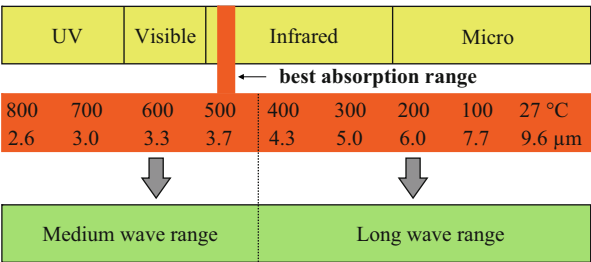 UV Visible Infrared Micro
best absorption range
800 700 600 500 400 300 200 100 27 °C
2.6 3.0 3.3 3.7 4.3 5.0 6.0 7.7 9.6 µm
Medium wave range Long wave range